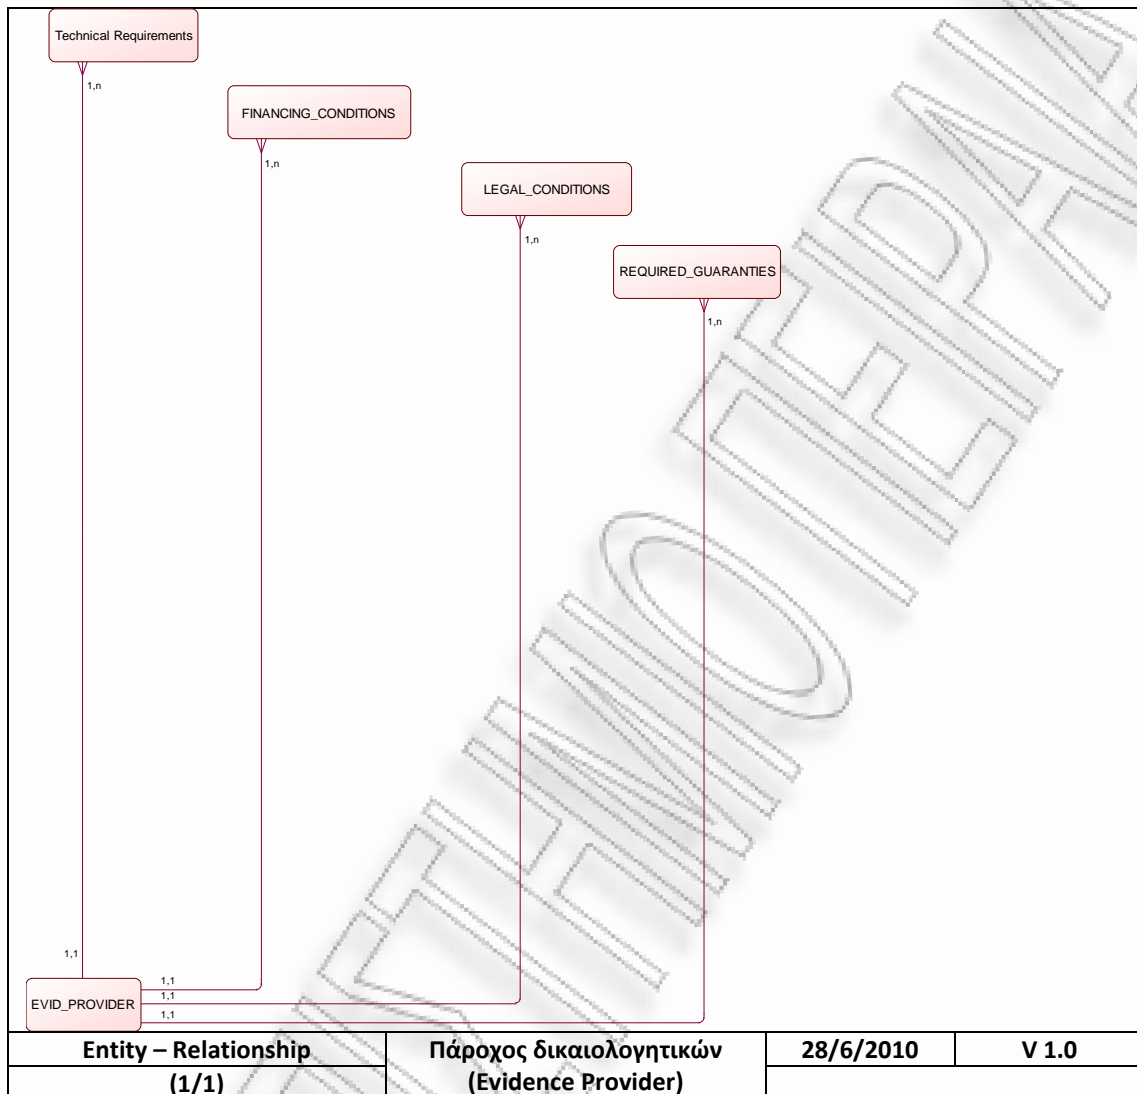 Technical Requirements
1,n
FINANCING_CONDITIONS
1,n
LEGAL_CONDITIONS
1,n
REQUIRED_GUARANTIES
1,n
1,1
EVID_PROVIDER
1,1
1,1
1,1
Entity – Relationship
(1/1)
Πάροχος δικαιολογητικών
(Evidence Provider)
28/6/2010
V 1.0